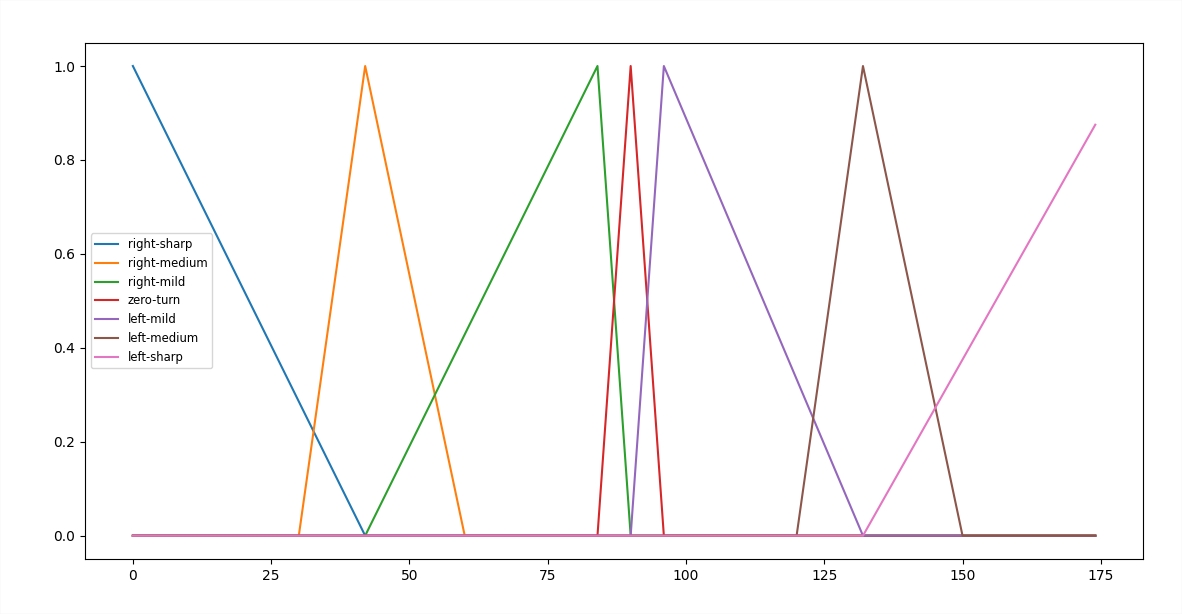 1.0
0.8
0.6
0.4
0.2
0.0
right-sharp
right-medium
right-mild
zero-turn
left-mild
left-medium
left-sharp
0 25 50 75 100 125 150 175